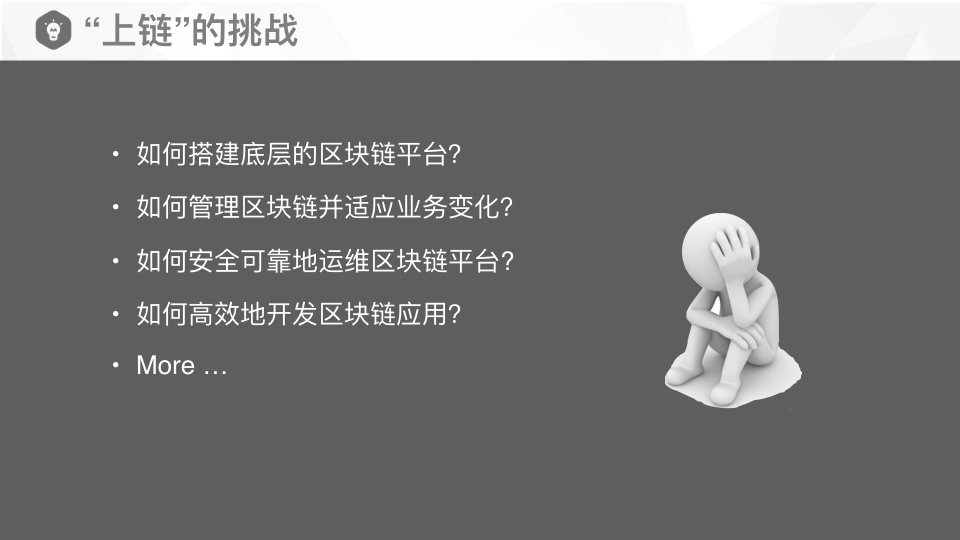 “上链”的挑战
• 如何搭建底层的区块链平台?
• 如何管理区块链并适应业务变化?
• 如何安全可靠地运维区块链平台?
• 如何高效地开发区块链应用?
• More …